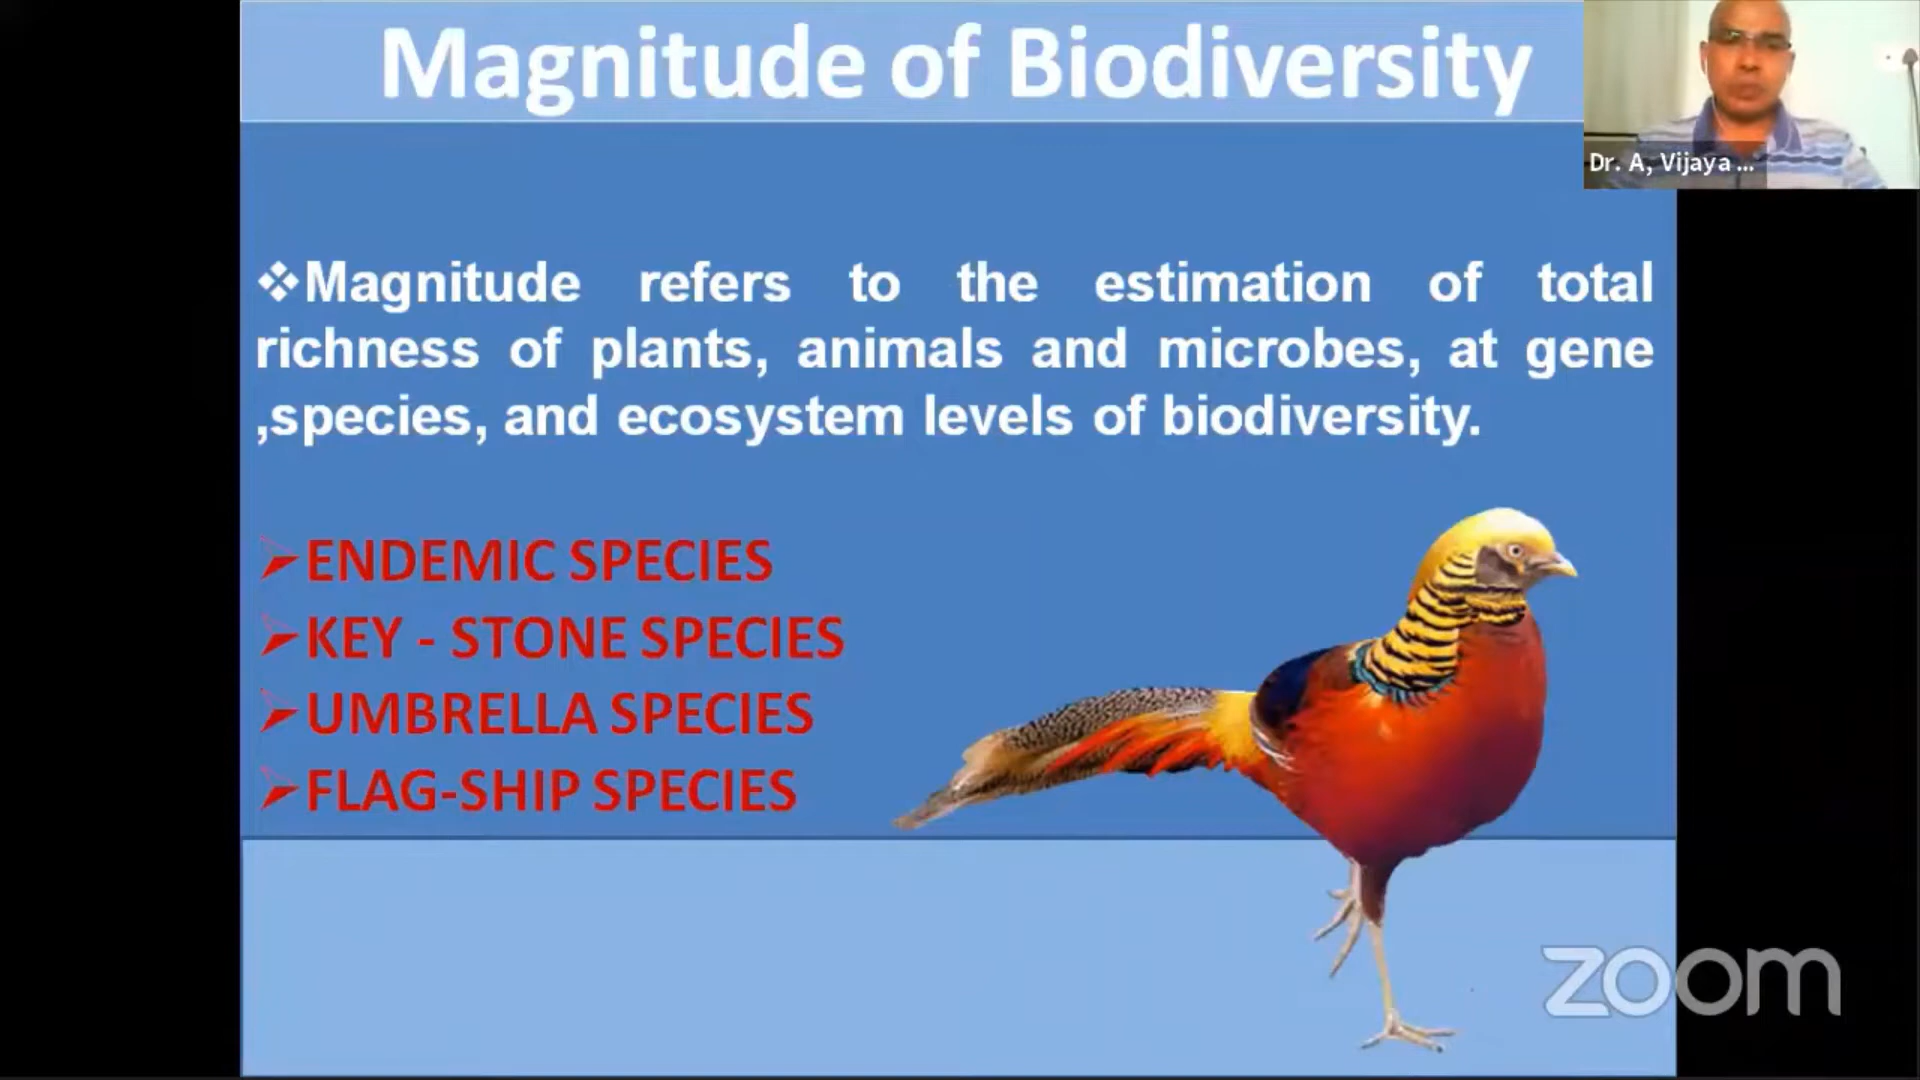 Magnitude of Biodiversity
Dr. A, Vijaya ...
❖Magnitude refers to the estimation of total
richness of plants, animals and microbes, at gene
,species, and ecosystem levels of biodiversity.
➢ENDEMIC SPECIES
➢KEY - STONE SPECIES
➢UMBRELLA SPECIES
➢FLAG-SHIP SPECIES
zoom